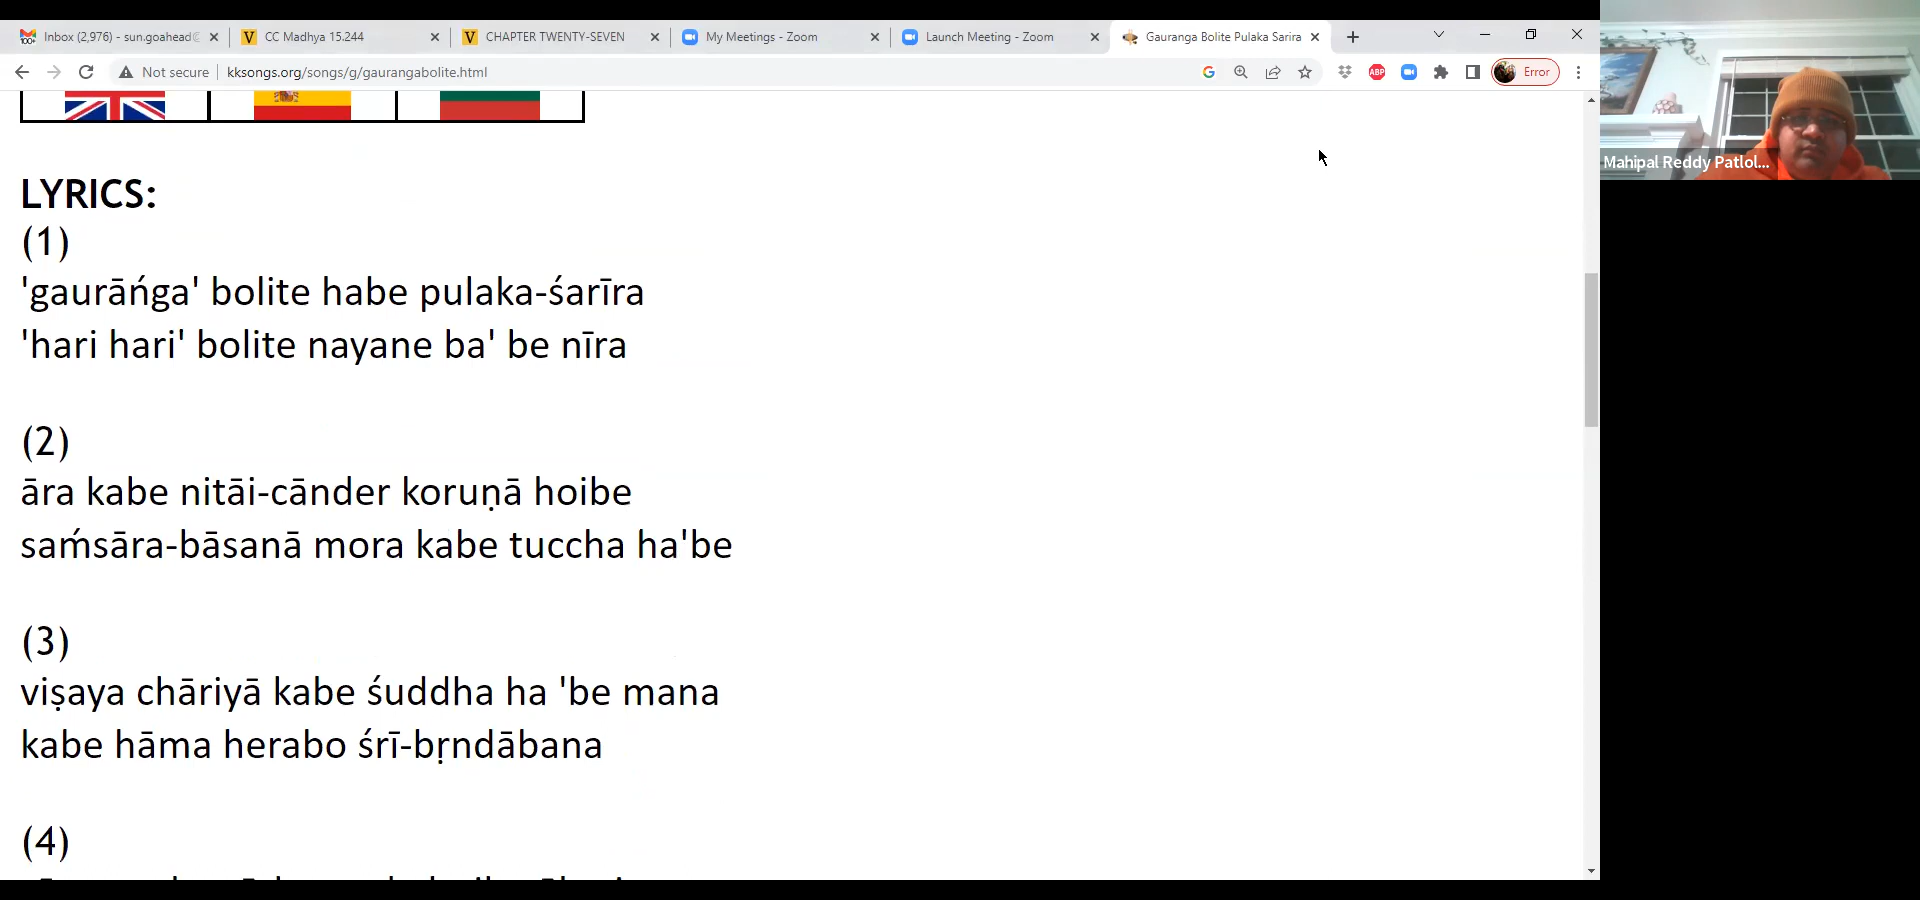 Inbox (2,976) - sun.goahead@
CC Madhya 15.244
CHAPTER TWENTY-SEVEN
My Meetings - Zoom
Launch Meeting - Zoom
Gauranga Bolite Pulaka Sarira
Not secure
kksongs.org/songs/g/gaurangabolite.html
ABP
Error
Mahipal Reddy Patlol...
LYRICS:
(1)
'gaurāńga' bolite habe pulaka-śarīra
'hari hari' bolite nayane ba' be nīra
(2)
āra kabe nitāi-cānder koruṇā hoibe
saḿsāra-bāsanā mora kabe tuccha ha'be
(3)
viṣaya chāriyā kabe śuddha ha 'be mana
kabe hāma herabo śrī-bṛndābana
(4)